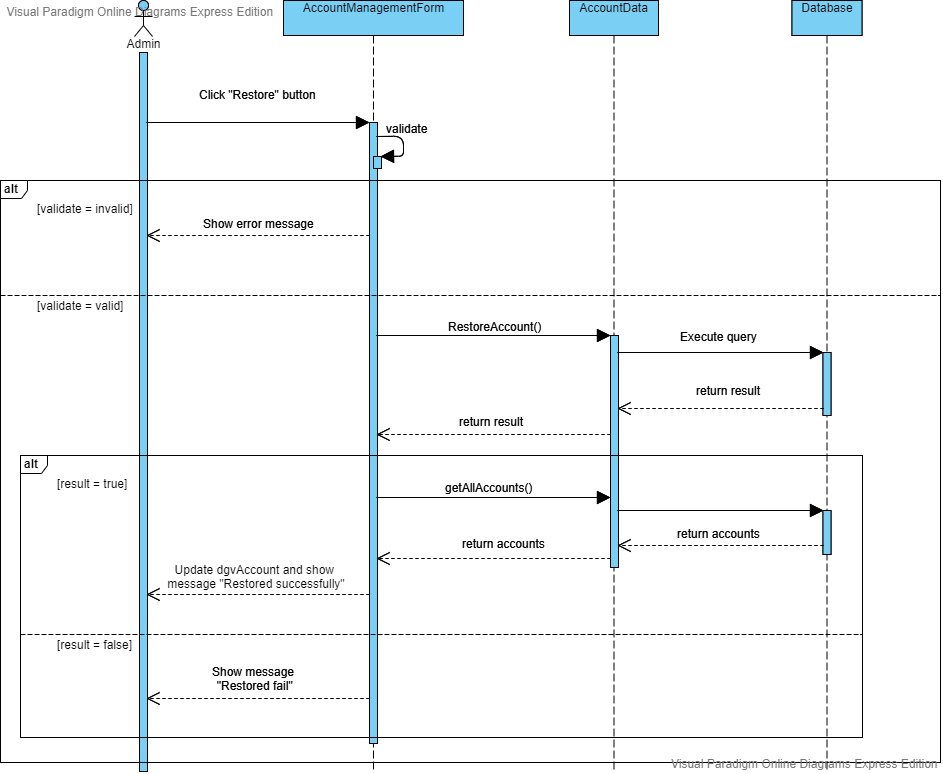 Visual Paradigm Online Diagrams Express Edition
AccountManagementForm
AccountData
Database
Admin
Click "Restore" button
validate
alt
[validate = invalid]
Show error message
[validate = valid]
RestoreAccount()
Execute query
return result
return result
alt
[result = true]
getAllAccounts()
return accounts
return accounts
Update dgvAccount and show
message "Restored successfully"
[result = false]
Show message
"Restored fail"
Visual Paradigm Online Diagrams Express Edition